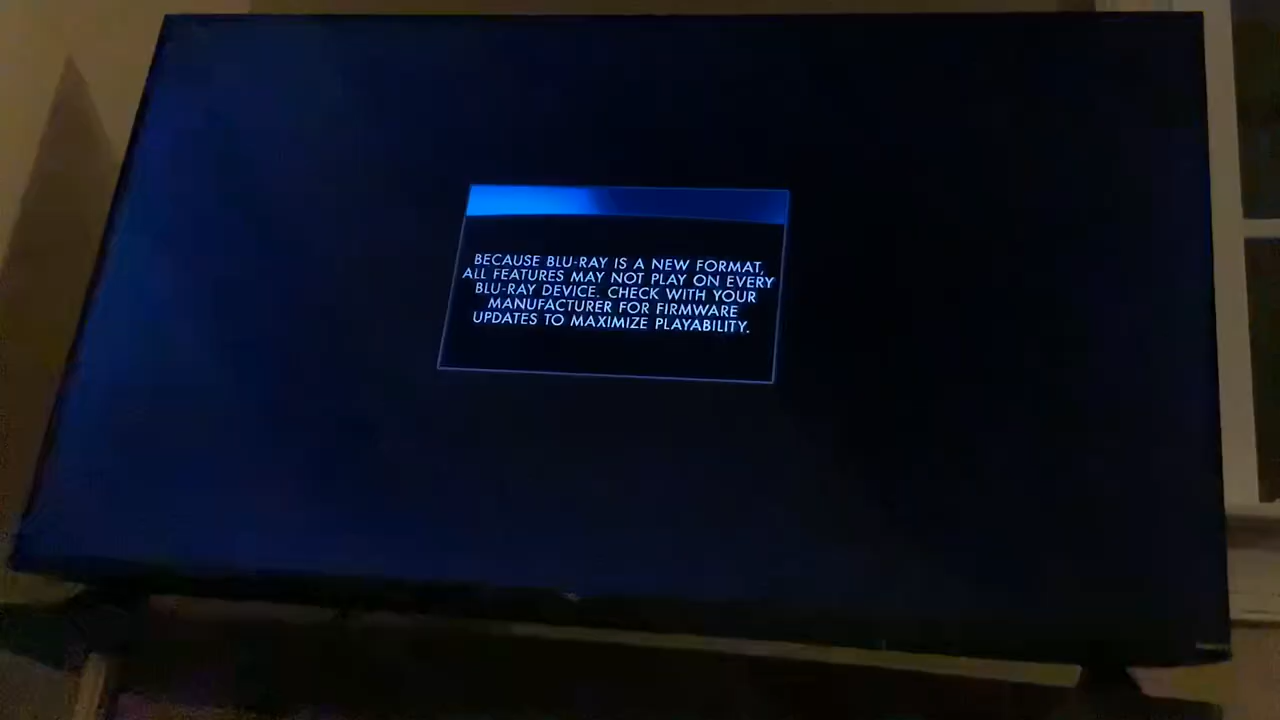 BECAUSE BLU-RAY IS A NEW FORMAT,
ALL FEATURES MAY NOT PLAY ON EVERY
BLU-RAY DEVICE. CHECK WITH YOUR
MANUFACTURER FOR FIRMWARE
UPDATES TO MAXIMIZE PLAYABILITY.